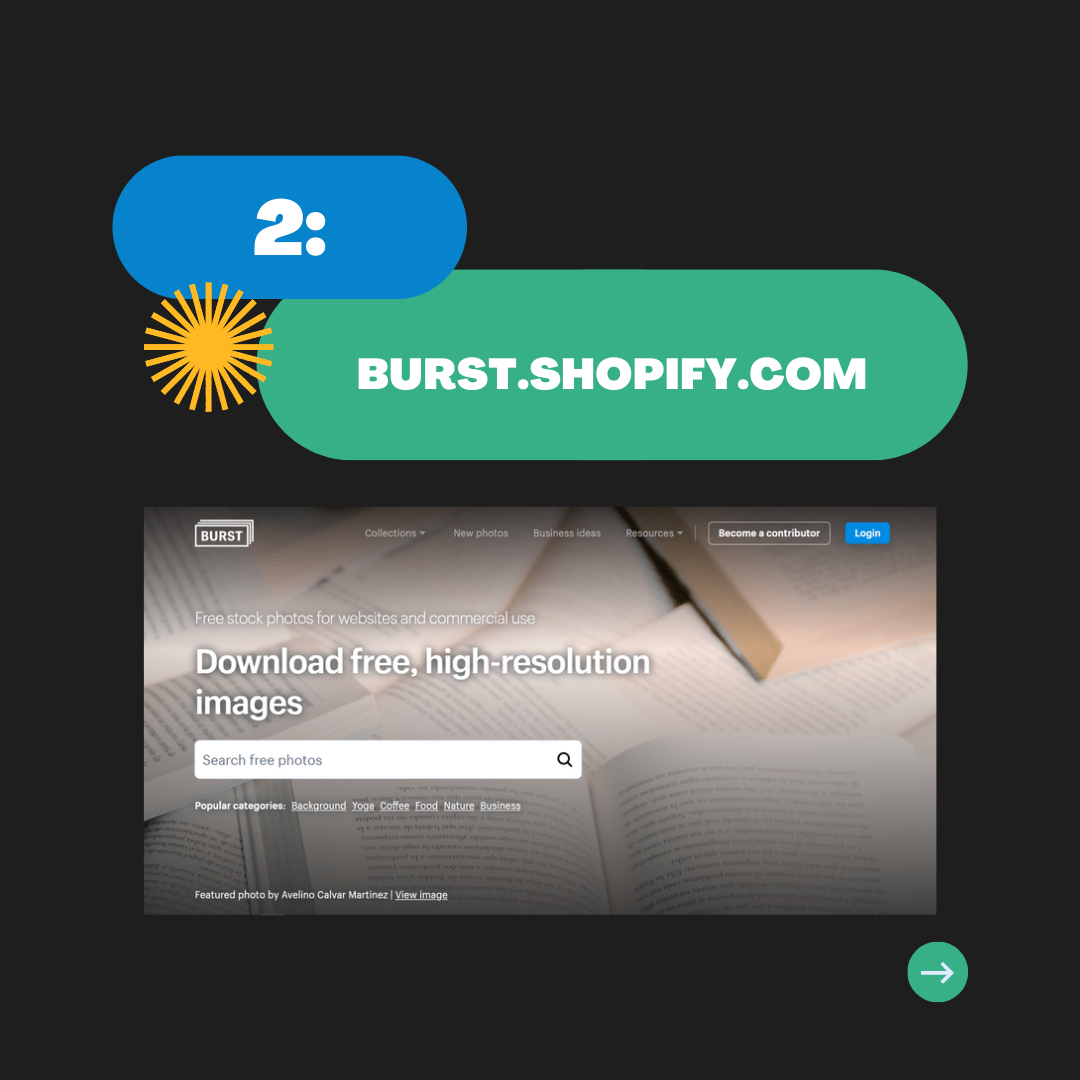 2:
BURST.SHOPIFY.COM
BURST
Collections
New photos
Business ideas
Resources
Become a contributor
Login
Free stock photos for websites and commercial use
Download free, high-resolution
images
Search free photos
Popular categories: Background Yoga Coffee Food Nature Business
Featured photo by Avelino Calvar Martinez | View image